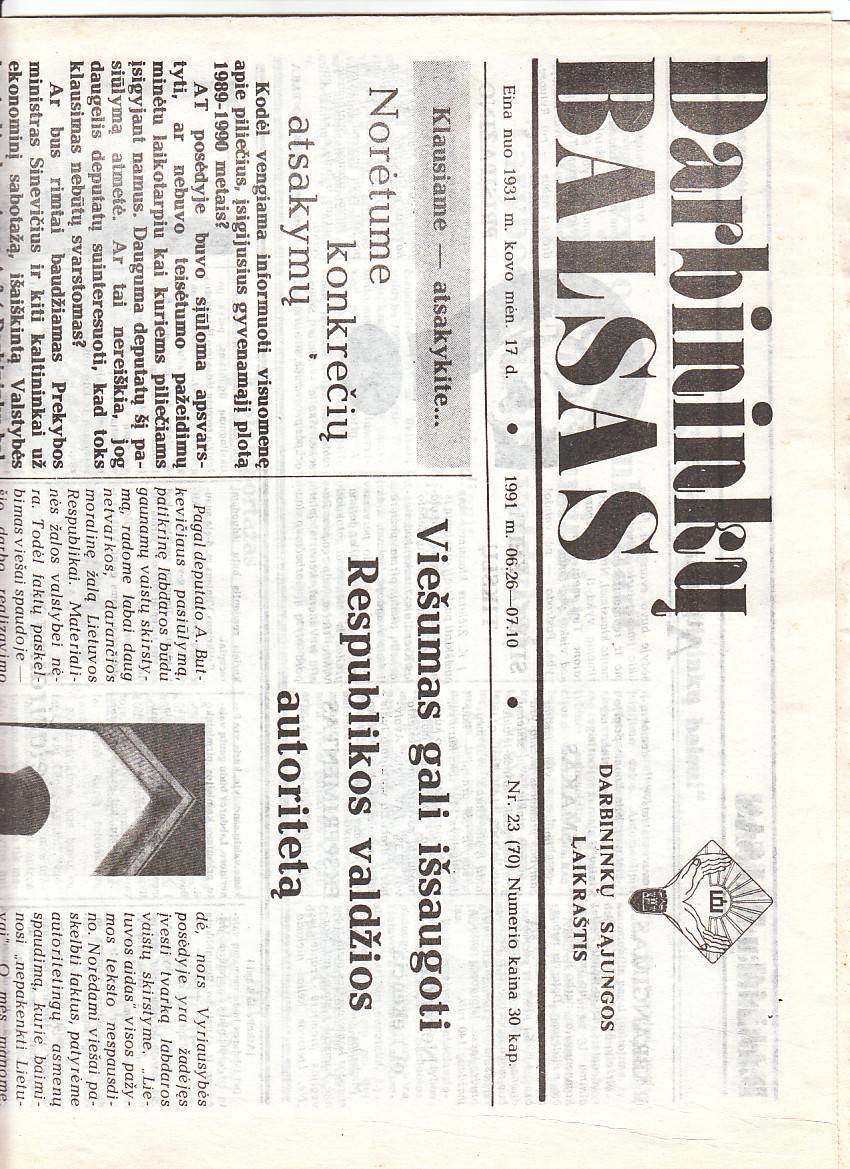 Darbininkų
BALSAS
DARBININKŲ SĄJUNGOS
LAIKRAŠTIS
Eina nuo 1931 m. kovo mėn. 17 d. • 1991 m. 06.26—07.10 • Nr. 23 (70) Numerio kaina 30 kap.
Klausiame — atsakykite...
Norėtume
konkrečių
atsakymų
Kodėl vengiama informuoti visuomenę
apie piliečius, įsigijusius gyvenamąjį plotą
1989-1990 metais?
AT posėdyje buvo siūloma apsvars-
tyti, ar nebuvo teisėtumo pažeidimų
minėtu laikotarpiu kai kuriems piliečiams
įsigyjant namus. Dauguma deputatų šį pa-
siūlymą atmetė. Ar tai nereiškia, jog
daugelis deputatų suinteresuoti, kad toks
klausimas nebūtų svarstomas?
Ar bus rimtai baudžiamas Prekybos
ministras Sinevičius ir kiti kaltininkai už
ekonominį sabotažą, išaiškintą Valstybės
Viešumas gali išsaugoti
Respublikos valdžios
autoritetą
Pagal deputato A. But-
kevičiaus pasiūlymą,
patikrinę labdaros būdu
gaunamų vaistų skirsty-
mą, radome labai daug
netvarkos, darančios
moralinę žalą Lietuvos
Respublikai. Materiali-
nės žalos valstybei nė-
ra. Todėl faktų paskel-
bimas viešai spaudoje —
šio darbo realizavimo
dė, nors Vyriausybės
posėdyje yra žadėjęs
įvesti tvarką labdaros
vaistų skirstyme. „Lie-
tuvos aidas“ visos pažy-
mos teksto nespausdi-
no. Norėdami viešai pa-
skelbti faktus, patyrėme
autoritetingų asmenų
spaudimą, kurie baimi-
nosi „nepakenkti Lietu-
vai“. O mes manome,